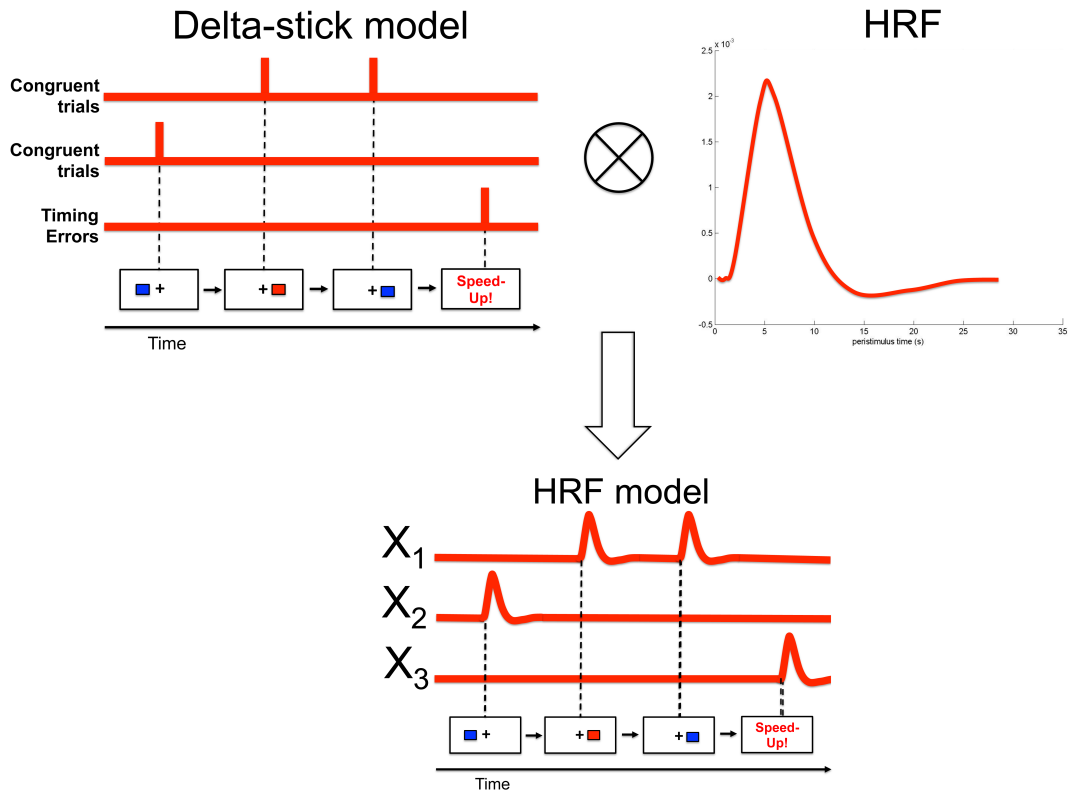 Delta-stick model
HRF
Congruent
trials
Congruent
trials
Timing
Errors
+
+
+
Speed-
Up!
Time
x 10⁻³
2.5
2
1.5
1
0.5
0
-0.5
0 5 10 15 20 25 30 35
peristimulus time (s)
HRF model
X₁
X₂
X₃
+
+
+
Speed-
Up!
Time